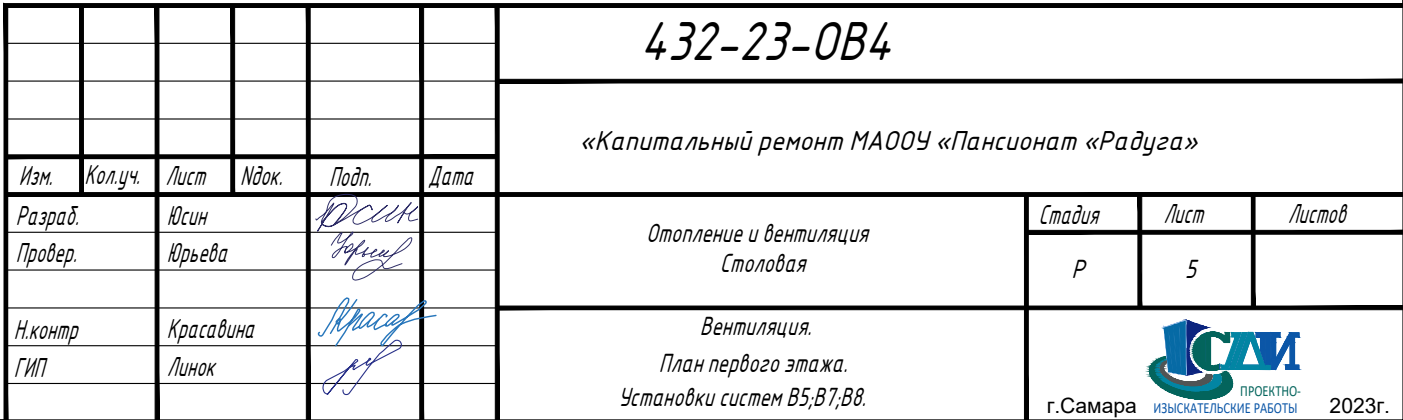 432-23-ОВ4
«Капитальный ремонт МАООУ «Пансионат «Радуга»
Изм. Кол.уч. Лист Nдок. Подп. Дата
Разраб. Юсин Юсин
Провер. Юрьева
Н.контр Красавина
ГИП Линок
Отопление и вентиляция
Столовая
Стадия Лист Листов
Р 5
Вентиляция.
План первого этажа.
Установки систем В5;В7;В8.
СДИ
ПРОЕКТНО-
ИЗЫСКАТЕЛЬСКИЕ РАБОТЫ
г.Самара 2023г.